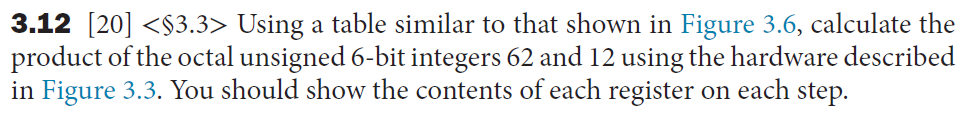 3.12 [20] <§3.3> Using a table similar to that shown in Figure 3.6, calculate the
product of the octal unsigned 6-bit integers 62 and 12 using the hardware described
in Figure 3.3. You should show the contents of each register on each step.